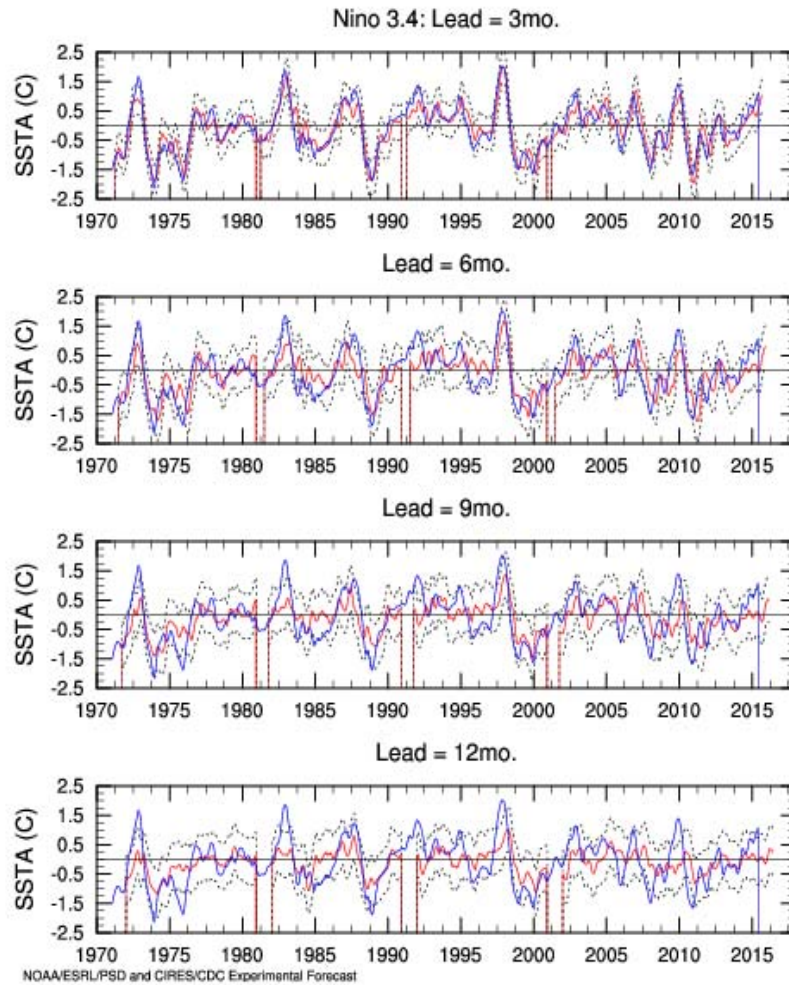 Nino 3.4: Lead = 3mo.
SSTA (C)
2.5
1.5
0.5
-0.5
-1.5
-2.5
1970 1975 1980 1985 1990 1995 2000 2005 2010 2015
Lead = 6mo.
SSTA (C)
2.5
1.5
0.5
-0.5
-1.5
-2.5
1970 1975 1980 1985 1990 1995 2000 2005 2010 2015
Lead = 9mo.
SSTA (C)
2.5
1.5
0.5
-0.5
-1.5
-2.5
1970 1975 1980 1985 1990 1995 2000 2005 2010 2015
Lead = 12mo.
SSTA (C)
2.5
1.5
0.5
-0.5
-1.5
-2.5
1970 1975 1980 1985 1990 1995 2000 2005 2010 2015
NOAA/ESRL/PSD and CIRES/CDC Experimental Forecast